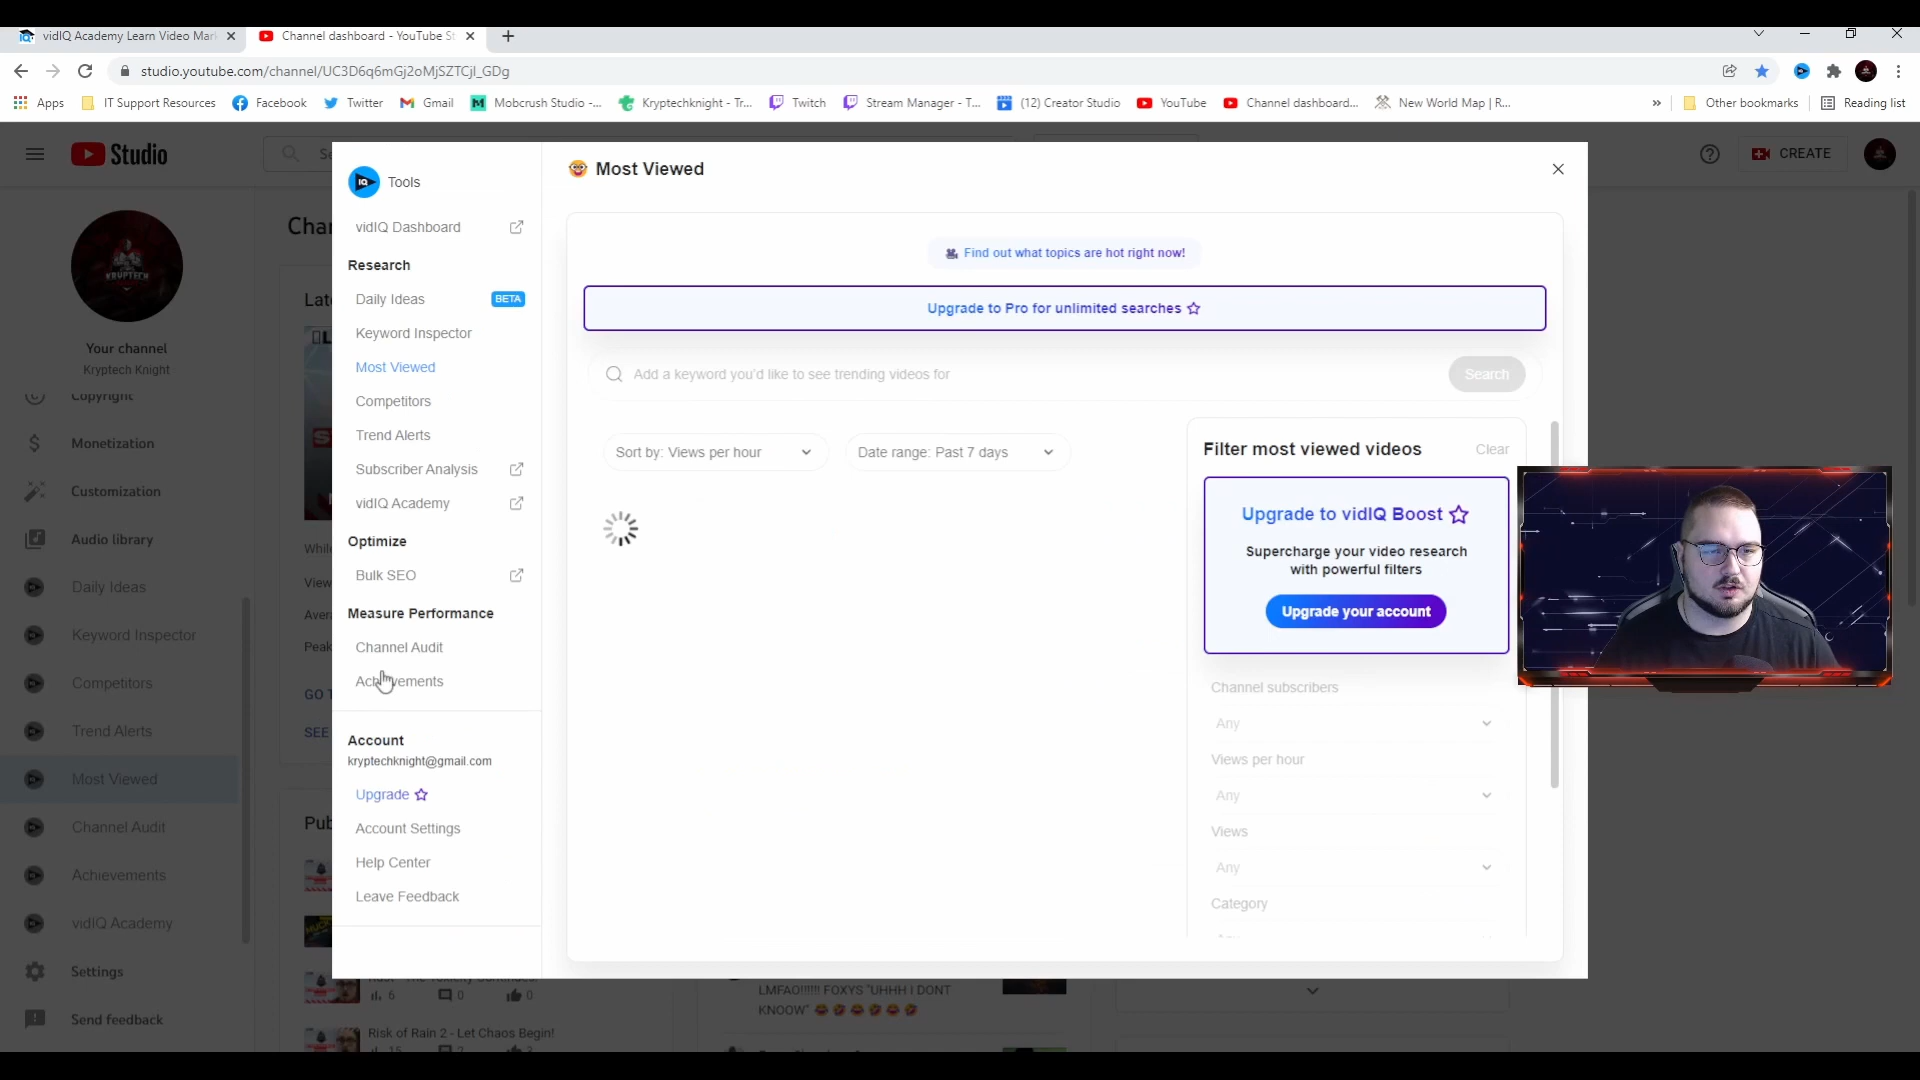 vidIQ Academy Learn Video Mar
Channel dashboard - YouTube St
studio.youtube.com/channel/UC3D6q6mGj2oMjSZTCjI_GDg
Apps
IT Support Resources
Facebook
Twitter
Gmail
Mobcrush Studio -...
Kryptechknight - Tr...
Twitch
Stream Manager - T...
(12) Creator Studio
YouTube
Channel dashboard...
New World Map | R...
»
Other bookmarks
Reading list
Studio
Se
CREATE
KRYPTECH
Your channel
Kryptech Knight
Copyright
Monetization
Customization
Audio library
Daily Ideas
Keyword Inspector
Competitors
Trend Alerts
Most Viewed
Channel Audit
Achievements
vidIQ Academy
Settings
Send feedback
Char
Late
Whil
View
Aver
Peak
GO T
SEE
Pub
IQ Tools
vidIQ Dashboard
Research
Daily Ideas BETA
Keyword Inspector
Most Viewed
Competitors
Trend Alerts
Subscriber Analysis
vidIQ Academy
Optimize
Bulk SEO
Measure Performance
Channel Audit
Achievements
Account
kryptechknight@gmail.com
Upgrade
Account Settings
Help Center
Leave Feedback
Most Viewed
Find out what topics are hot right now!
Upgrade to Pro for unlimited searches
Add a keyword you'd like to see trending videos for
Search
Sort by: Views per hour
Date range: Past 7 days
Filter most viewed videos
Clear
Upgrade to vidIQ Boost
Supercharge your video research
with powerful filters
Upgrade your account
Channel subscribers
Any
Views per hour
Any
Views
Any
Category
6 0 0
Risk of Rain 2 - Let Chaos Begin!
15 2 3
LMFAO!!!!!! FOXYS "UHHH I DONT
KNOOW" 😂🤣😂🤣😂🤣